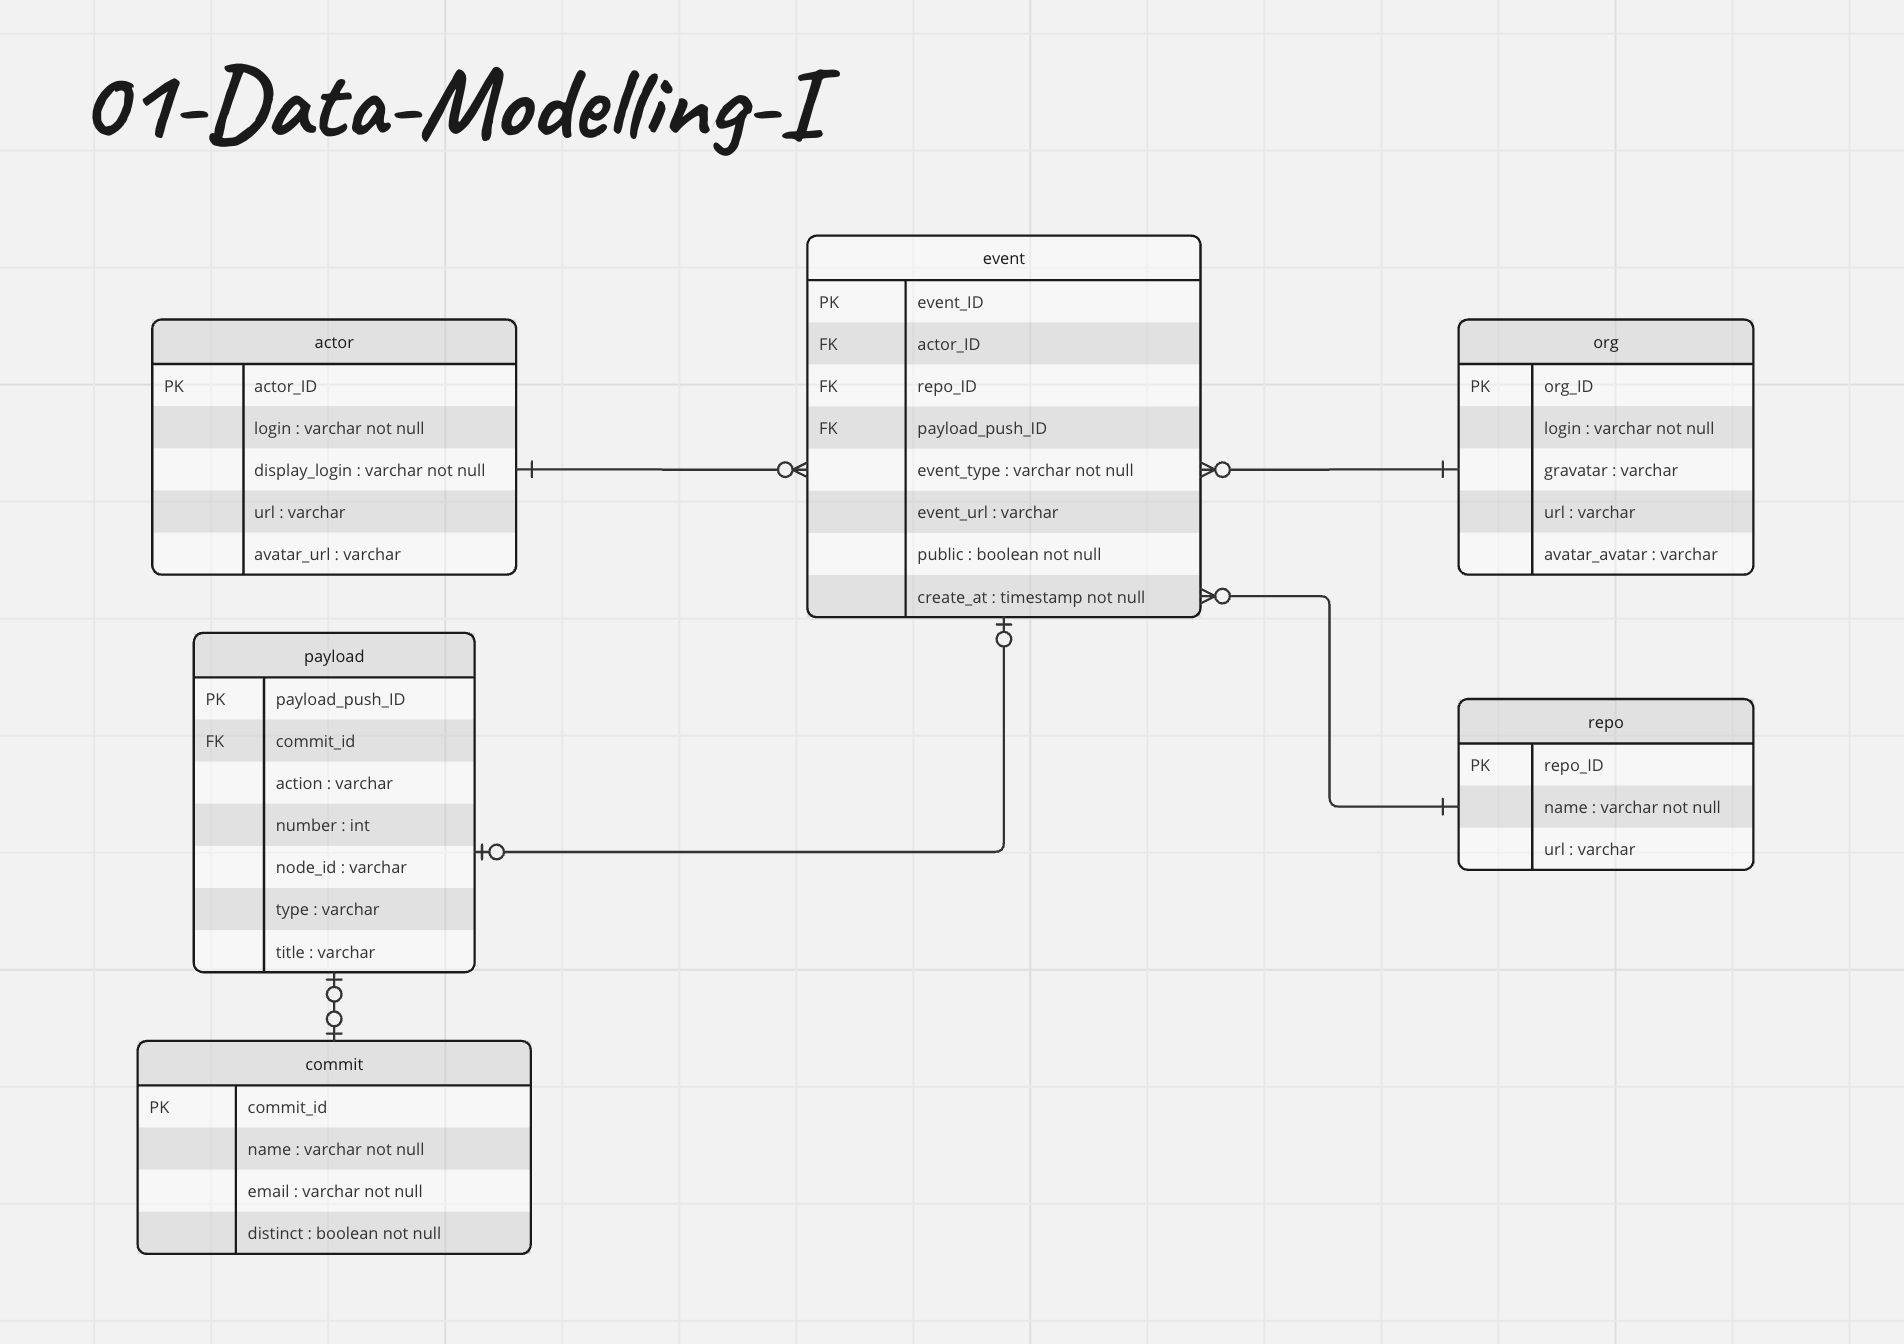 01-Data-Modelling-I
event
PK event_ID
FK actor_ID
FK repo_ID
FK payload_push_ID
event_type : varchar not null
event_url : varchar
public : boolean not null
create_at : timestamp not null
actor
PK actor_ID
login : varchar not null
display_login : varchar not null
url : varchar
avatar_url : varchar
org
PK org_ID
login : varchar not null
gravatar : varchar
url : varchar
avatar_avatar : varchar
payload
PK payload_push_ID
FK commit_id
action : varchar
number : int
node_id : varchar
type : varchar
title : varchar
repo
PK repo_ID
name : varchar not null
url : varchar
commit
PK commit_id
name : varchar not null
email : varchar not null
distinct : boolean not null